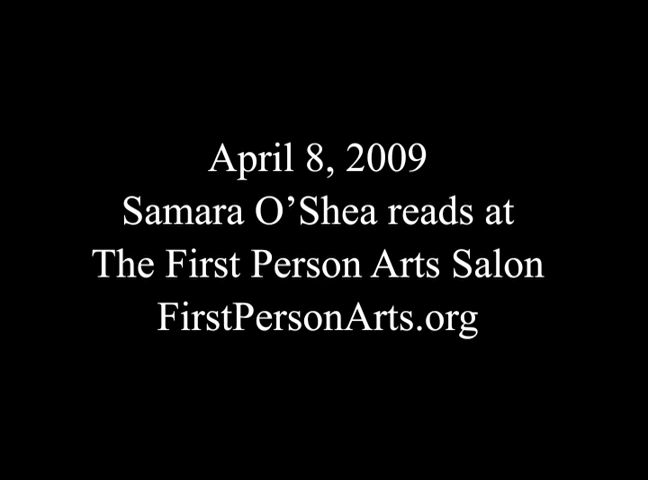 April 8, 2009
Samara O’Shea reads at
The First Person Arts Salon
FirstPersonArts.org